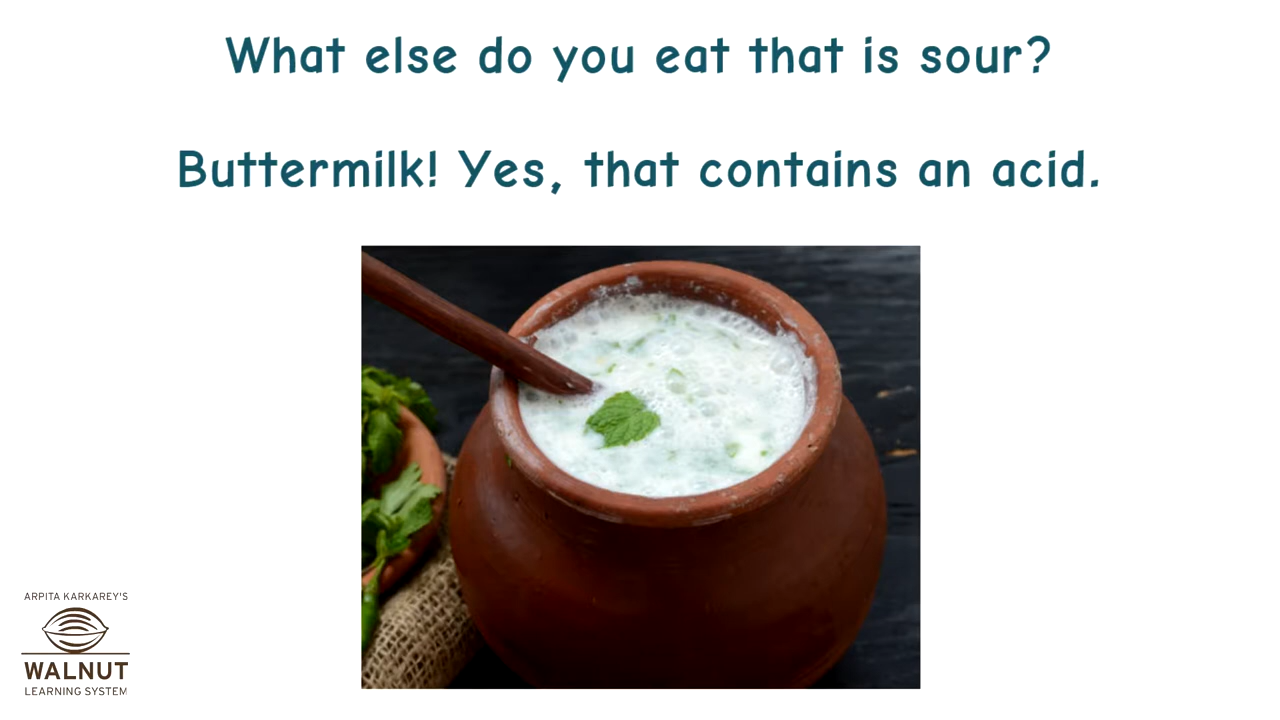 What else do you eat that is sour?
Buttermilk! Yes, that contains an acid.
ARPITA KARKAREY'S
WALNUT
LEARNING SYSTEM